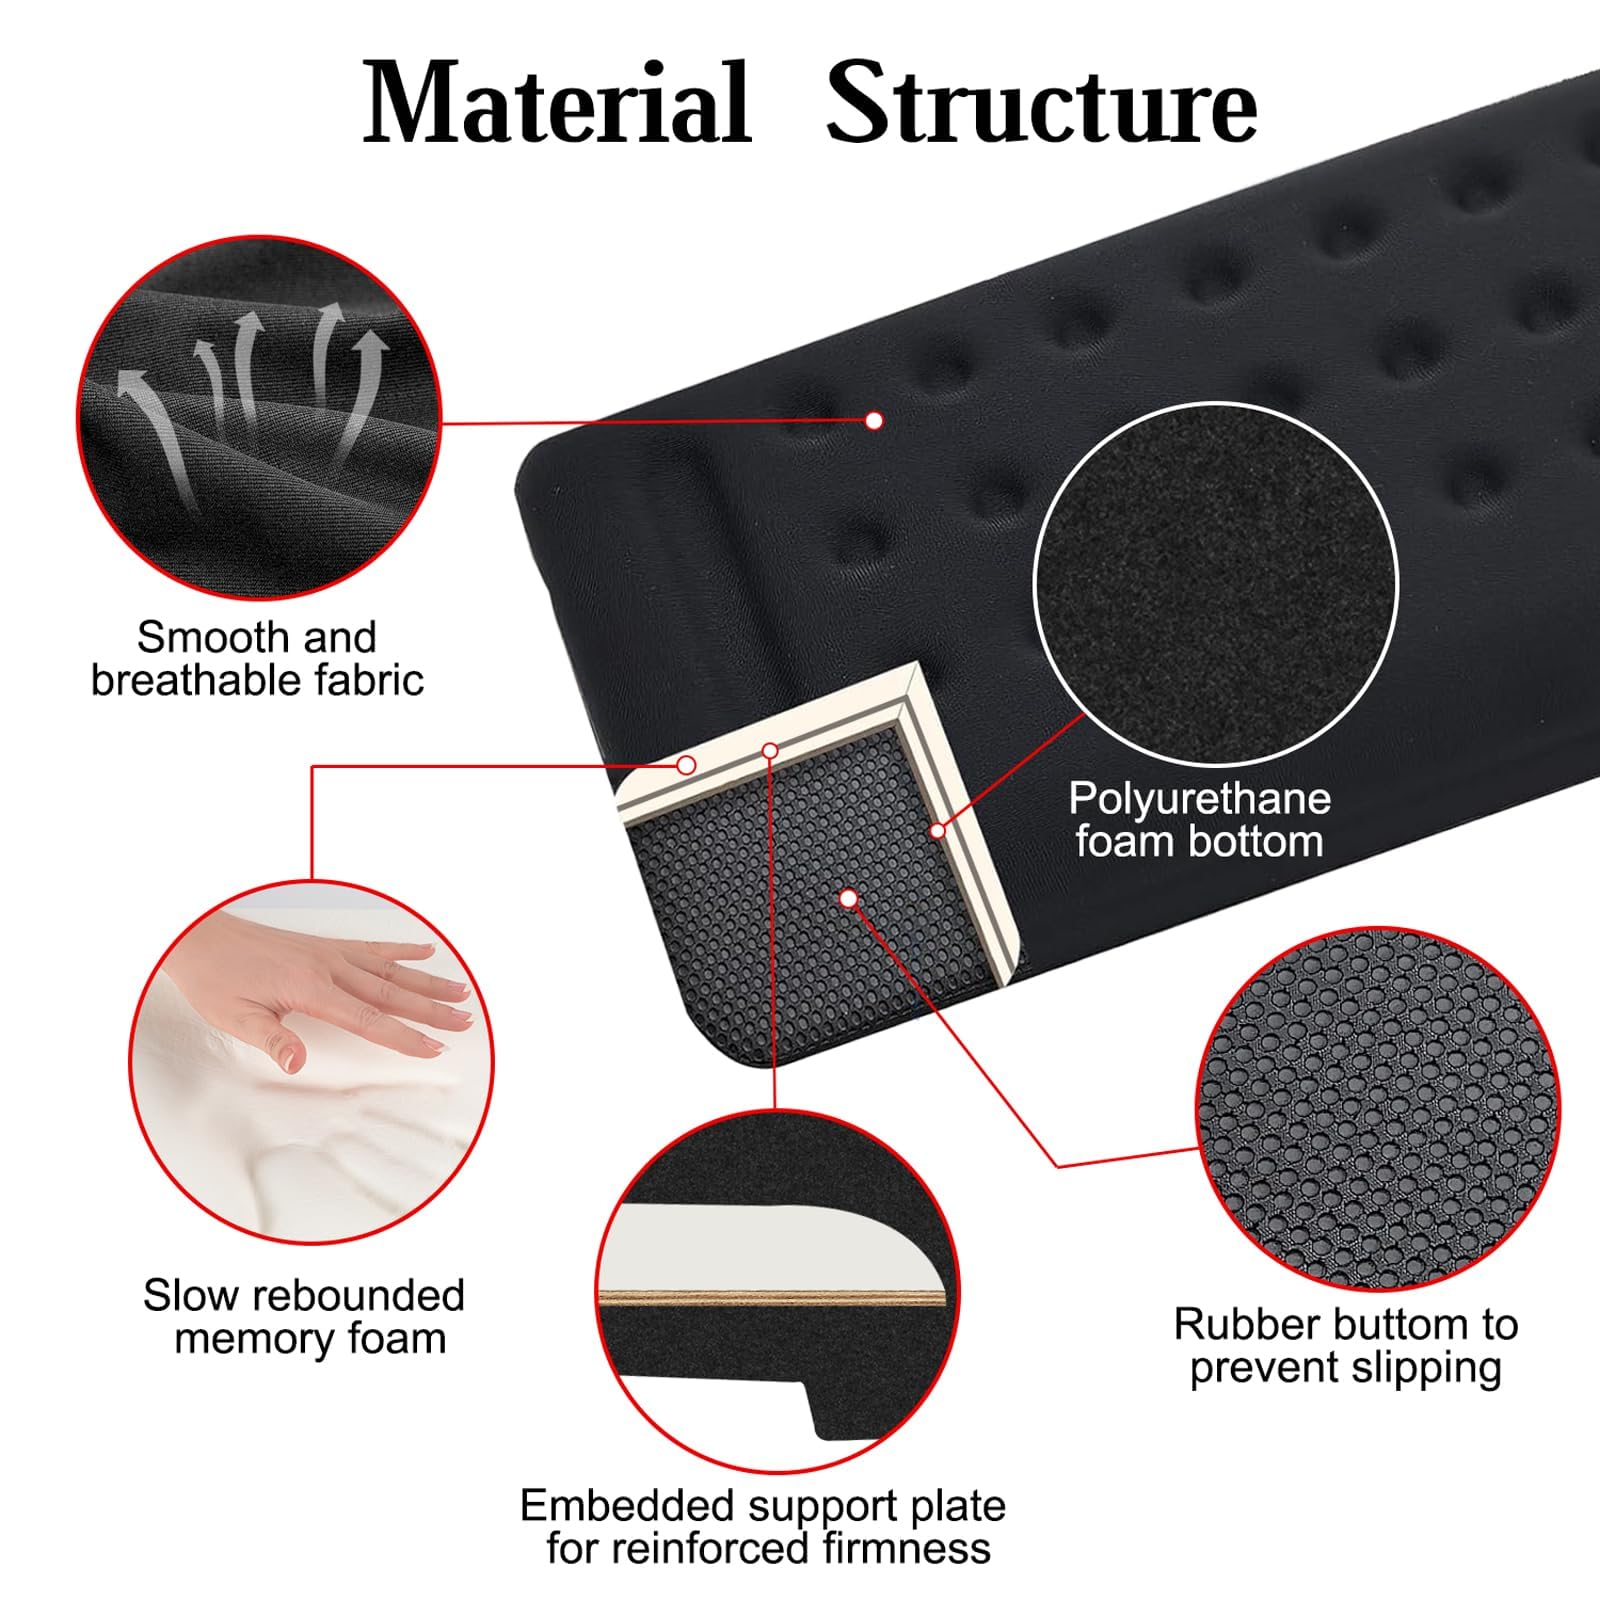 Material Structure
Smooth and
breathable fabric
Polyurethane
foam bottom
Slow rebounded
memory foam
Rubber buttom to
prevent slipping
Embedded support plate
for reinforced firmness